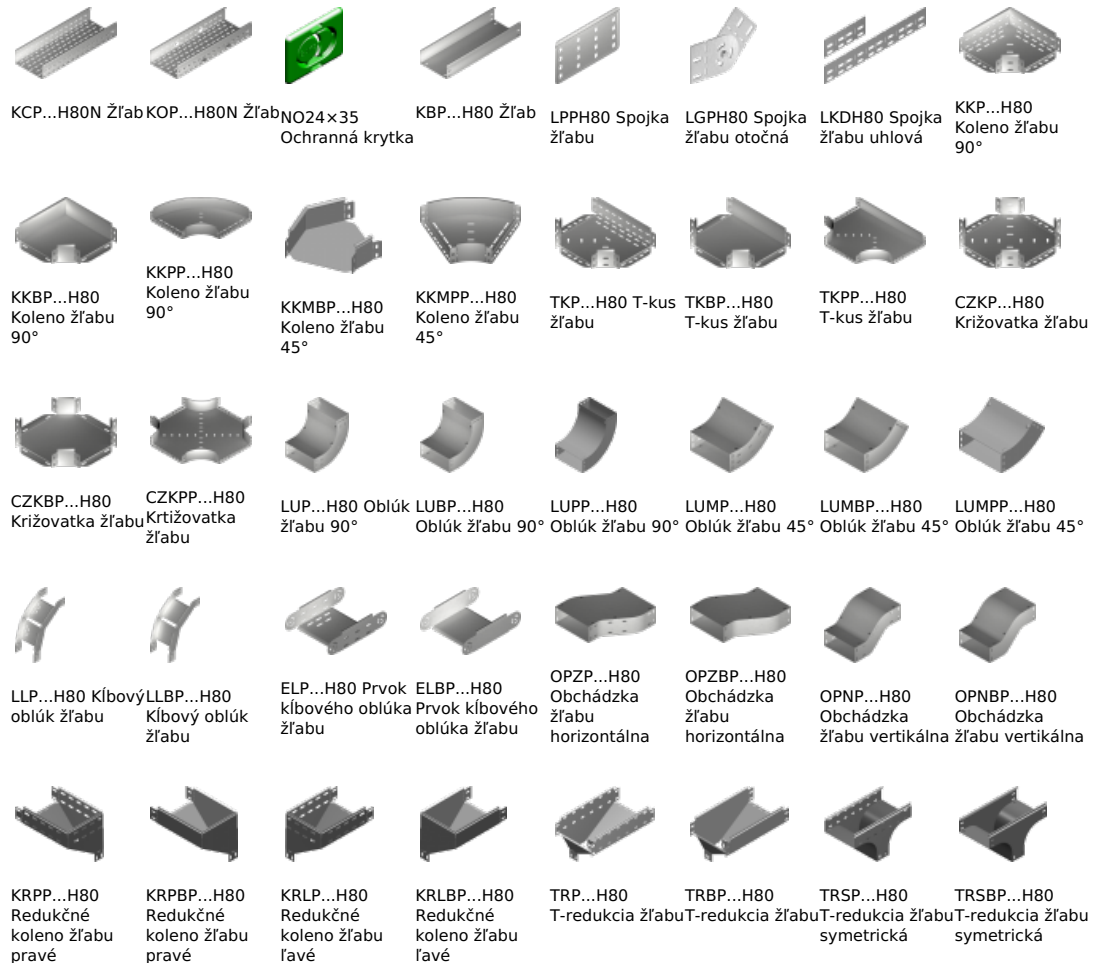 KCP...H80N Žľab
KOP...H80N Žľab
NO24×35
Ochranná krytka
KBP...H80 Žľab
LPPH80 Spojka
žľabu
LGPH80 Spojka
žľabu otočná
LKDH80 Spojka
žľabu uhlová
KKP...H80
Koleno žľabu
90°
KKBP...H80
Koleno žľabu
90°
KKPP...H80
Koleno žľabu
90°
KKMBP...H80
Koleno žľabu
45°
KKMPP...H80
Koleno žľabu
45°
TKP...H80 T-kus
žľabu
TKBP...H80
T-kus žľabu
TKPP...H80
T-kus žľabu
CZKP...H80
Križovatka žľabu
CZKBP...H80
Križovatka žľabu
CZKPP...H80
Krtižovatka
žľabu
LUP...H80 Oblúk
žľabu 90°
LUBP...H80
Oblúk žľabu 90°
LUPP...H80
Oblúk žľabu 90°
LUMP...H80
Oblúk žľabu 45°
LUMBP...H80
Oblúk žľabu 45°
LUMPP...H80
Oblúk žľabu 45°
LLP...H80 Kĺbový
oblúk žľabu
LLBP...H80
Kĺbový oblúk
žľabu
ELP...H80 Prvok
kĺbového oblúka
žľabu
ELBP...H80
Prvok kĺbového
oblúka žľabu
OPZP...H80
Obchádzka
žľabu
horizontálna
OPZBP...H80
Obchádzka
žľabu
horizontálna
OPNP...H80
Obchádzka
žľabu vertikálna
OPNBP...H80
Obchádzka
žľabu vertikálna
KRPP...H80
Redukčné
koleno žľabu
pravé
KRPBP...H80
Redukčné
koleno žľabu
pravé
KRLP...H80
Redukčné
koleno žľabu
ľavé
KRLBP...H80
Redukčné
koleno žľabu
ľavé
TRP...H80
T-redukcia žľabu
TRBP...H80
T-redukcia žľabu
TRSP...H80
T-redukcia žľabu
symetrická
TRSBP...H80
T-redukcia žľabu
symetrická